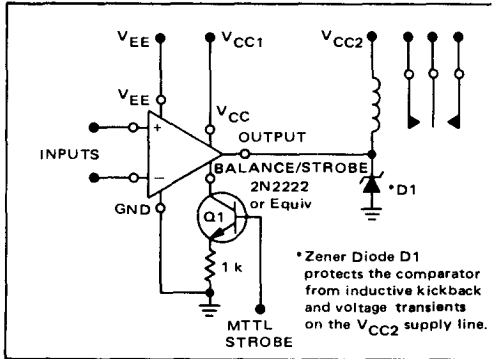 VEE
VCC1
VCC2
VEE
VCC
+
INPUTS
OUTPUT
BALANCE/STROBE
−
2N2222
or Equiv
*D1
GND
Q1
1 k
MTTL
STROBE
*Zener Diode D1
protects the comparator
from inductive kickback
and voltage transients
on the VCC2 supply line.